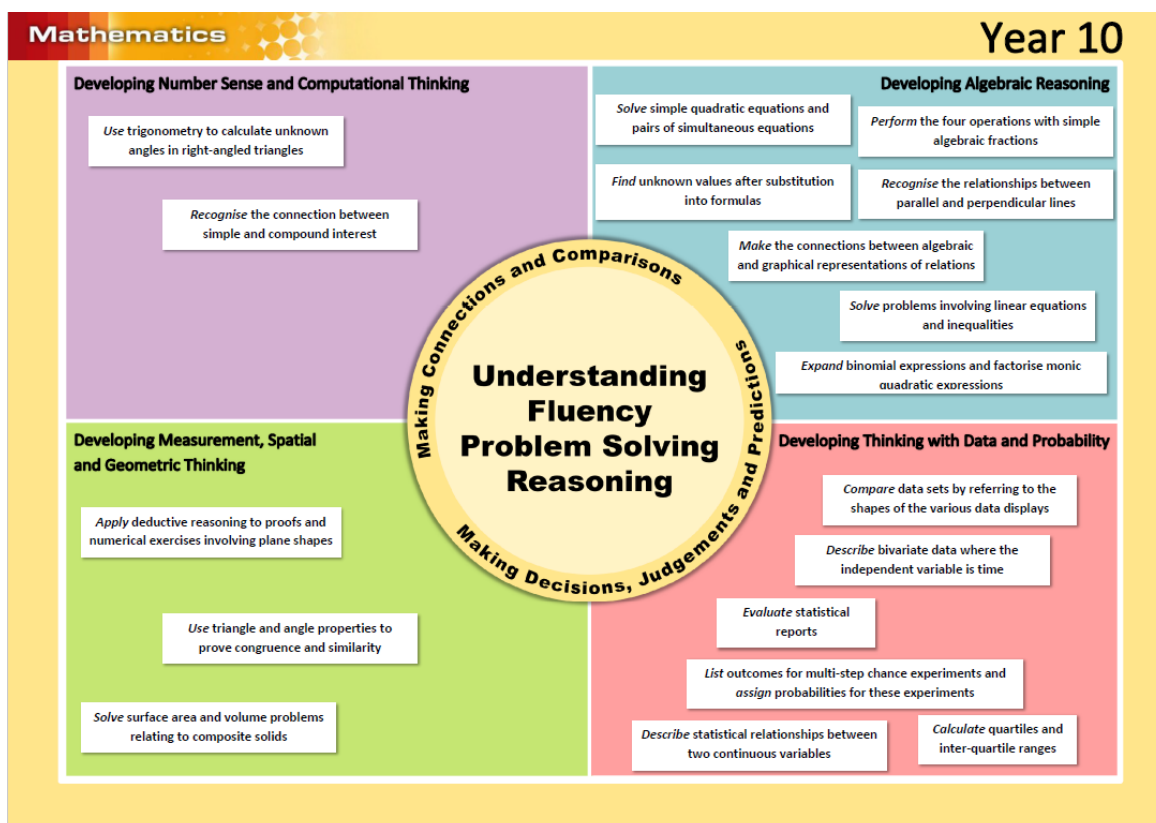 Mathematics
Year 10
Developing Number Sense and Computational Thinking
Use trigonometry to calculate unknown
angles in right-angled triangles
Recognise the connection between
simple and compound interest
Developing Algebraic Reasoning
Solve simple quadratic equations and
pairs of simultaneous equations
Perform the four operations with simple
algebraic fractions
Find unknown values after substitution
into formulas
Recognise the relationships between
parallel and perpendicular lines
Make the connections between algebraic
and graphical representations of relations
Solve problems involving linear equations
and inequalities
Expand binomial expressions and factorise monic
quadratic expressions
Making Connections and Comparisons
Understanding
Fluency
Problem Solving
Reasoning
Making Decisions, Judgements and Predictions
Developing Measurement, Spatial
and Geometric Thinking
Apply deductive reasoning to proofs and
numerical exercises involving plane shapes
Use triangle and angle properties to
prove congruence and similarity
Solve surface area and volume problems
relating to composite solids
Developing Thinking with Data and Probability
Compare data sets by referring to the
shapes of the various data displays
Describe bivariate data where the
independent variable is time
Evaluate statistical
reports
List outcomes for multi-step chance experiments and
assign probabilities for these experiments
Describe statistical relationships between
two continuous variables
Calculate quartiles and
inter-quartile ranges